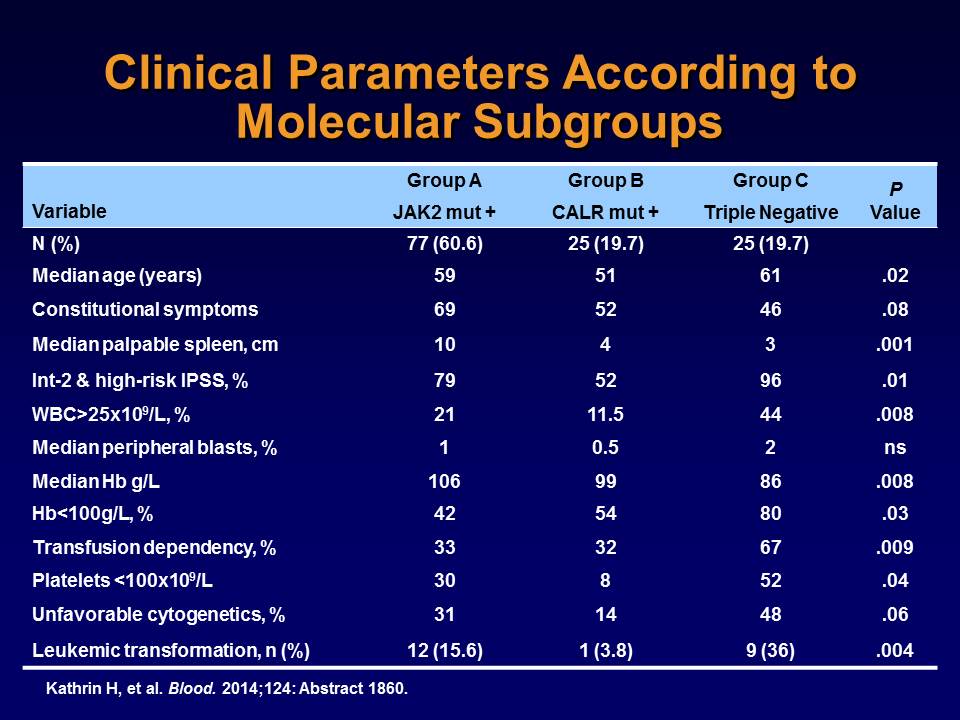 Clinical Parameters According to
Molecular Subgroups
Group A Group B Group C P
Variable JAK2 mut + CALR mut + Triple Negative Value
N (%) 77 (60.6) 25 (19.7) 25 (19.7)
Median age (years) 59 51 61 .02
Constitutional symptoms 69 52 46 .08
Median palpable spleen, cm 10 4 3 .001
Int-2 & high-risk IPSS, % 79 52 96 .01
WBC>25x10⁹/L, % 21 11.5 44 .008
Median peripheral blasts, % 1 0.5 2 ns
Median Hb g/L 106 99 86 .008
Hb<100g/L, % 42 54 80 .03
Transfusion dependency, % 33 32 67 .009
Platelets <100x10⁹/L 30 8 52 .04
Unfavorable cytogenetics, % 31 14 48 .06
Leukemic transformation, n (%) 12 (15.6) 1 (3.8) 9 (36) .004
Kathrin H, et al. Blood. 2014;124: Abstract 1860.